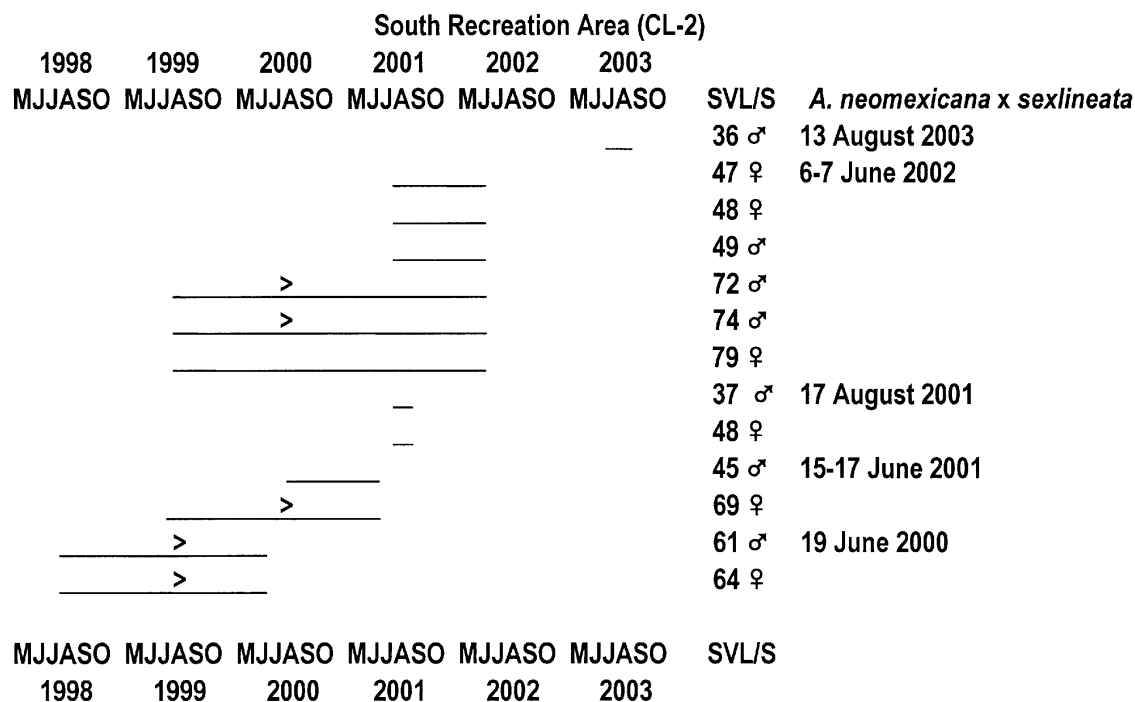 South Recreation Area (CL-2)
1998 1999 2000 2001 2002 2003
MJJASO MJJASO MJJASO MJJASO MJJASO MJJASO SVL/S A. neomexicana x sexlineata
36 ♂ 13 August 2003
47 ♀ 6-7 June 2002
48 ♀
49 ♂
> 72 ♂
> 74 ♂
79 ♀
37 ♂ 17 August 2001
48 ♀
45 ♂ 15-17 June 2001
> 69 ♀
> 61 ♂ 19 June 2000
> 64 ♀
MJJASO MJJASO MJJASO MJJASO MJJASO MJJASO SVL/S
1998 1999 2000 2001 2002 2003